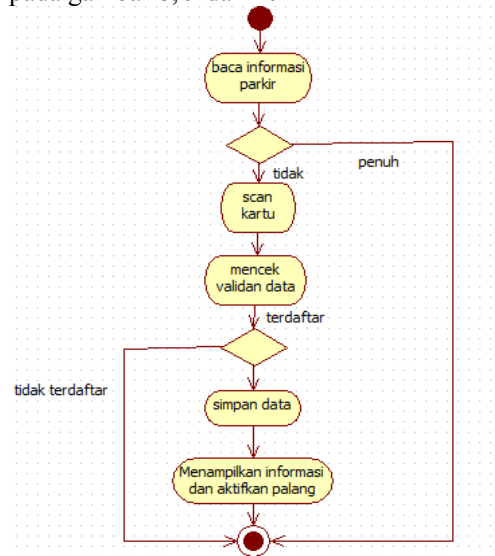 baca informasi
parkir
penuh
tidak
scan
kartu
mencek
validan data
terdaftar
tidak terdaftar
simpan data
Menampilkan informasi
dan aktifkan palang